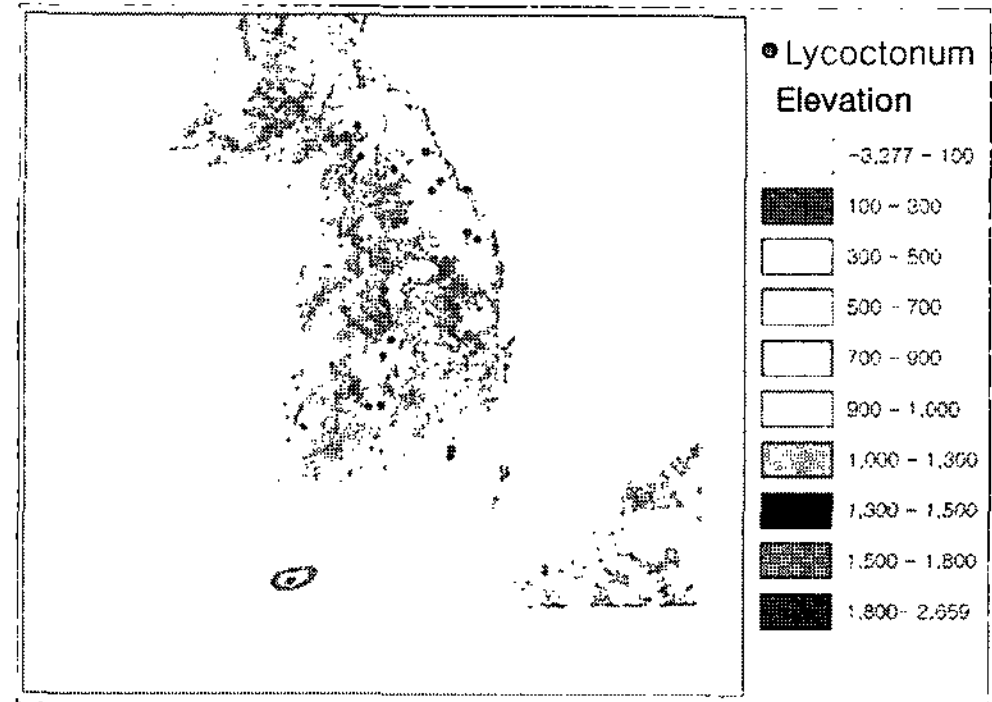 Lycoctonum
Elevation
-3,277 - 100
100 - 300
300 - 500
500 - 700
700 - 900
900 - 1,000
1,000 - 1,300
1,300 - 1,500
1,500 - 1,800
1,800- 2,659